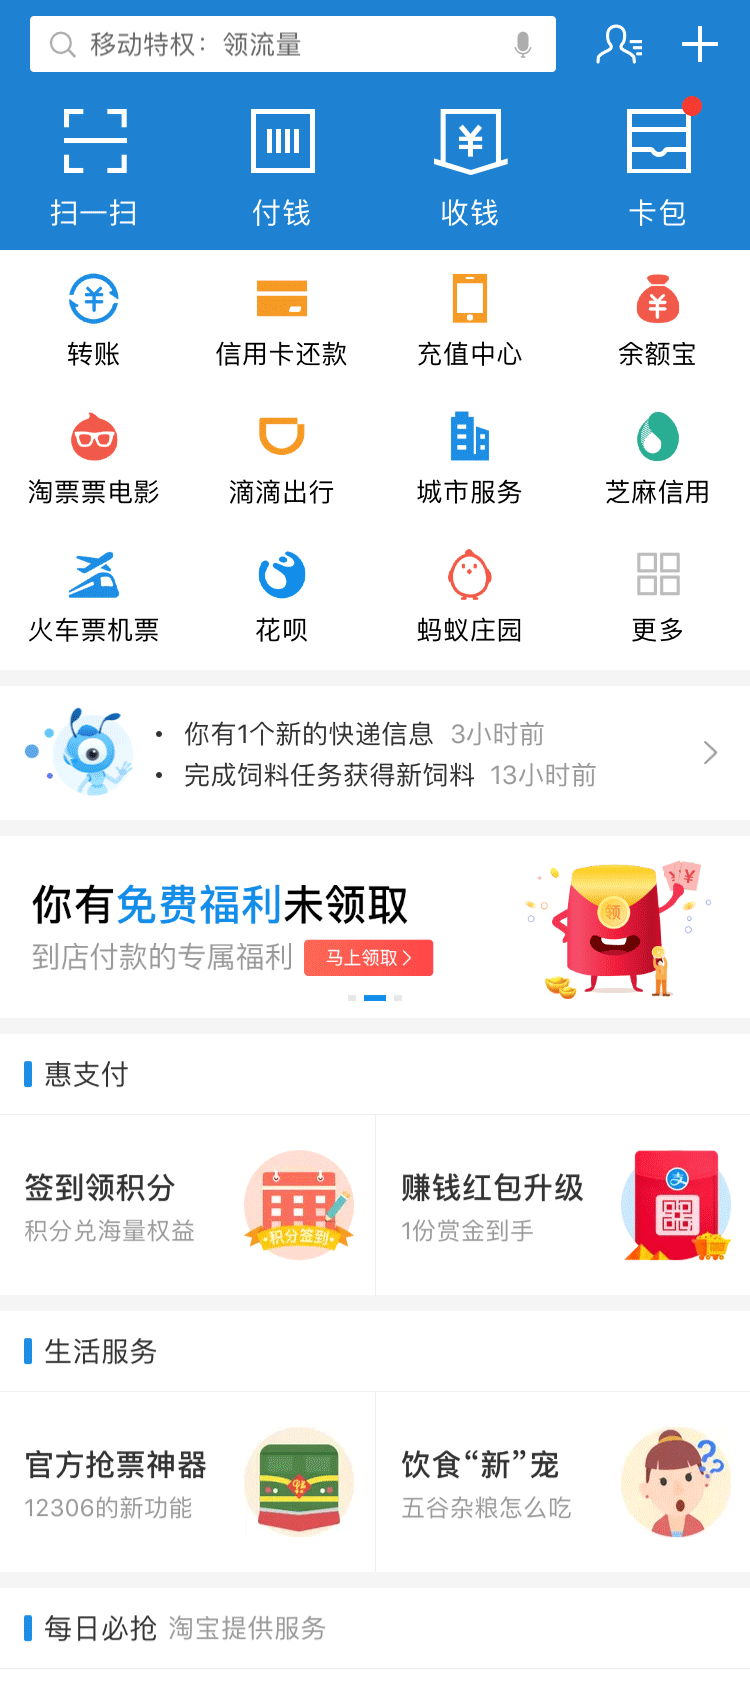 移动特权：领流量
扫一扫 付钱 收钱 卡包
转账 信用卡还款 充值中心 余额宝
淘票票电影 滴滴出行 城市服务 芝麻信用
火车票机票 花呗 蚂蚁庄园 更多
· 你有1个新的快递信息 3小时前
· 完成饲料任务获得新饲料 13小时前
你有免费福利未领取
领
到店付款的专属福利 马上领取
惠支付
签到领积分
积分兑海量权益
积分签到
赚钱红包升级
1份赏金到手
支
生活服务
官方抢票神器
12306的新功能
饮食“新”宠
五谷杂粮怎么吃
每日必抢 淘宝提供服务